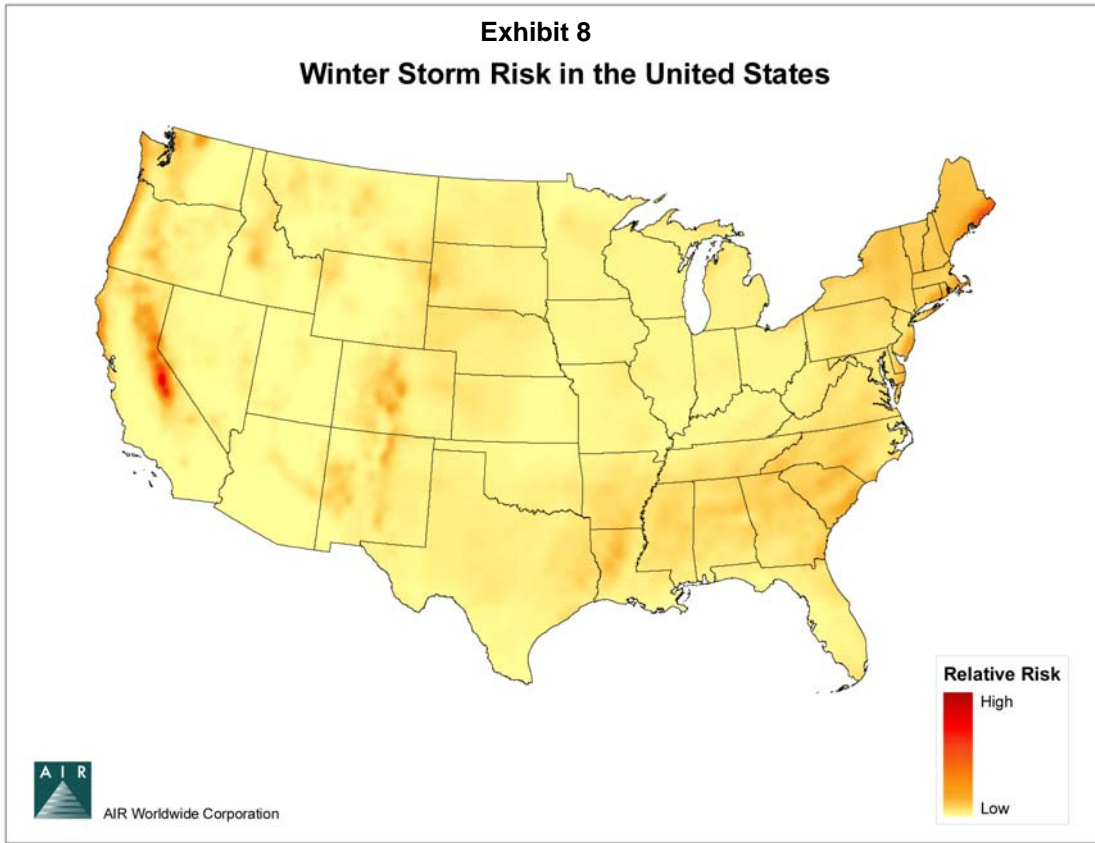 Exhibit 8
Winter Storm Risk in the United States
Relative Risk
High
Low
AIR
AIR Worldwide Corporation